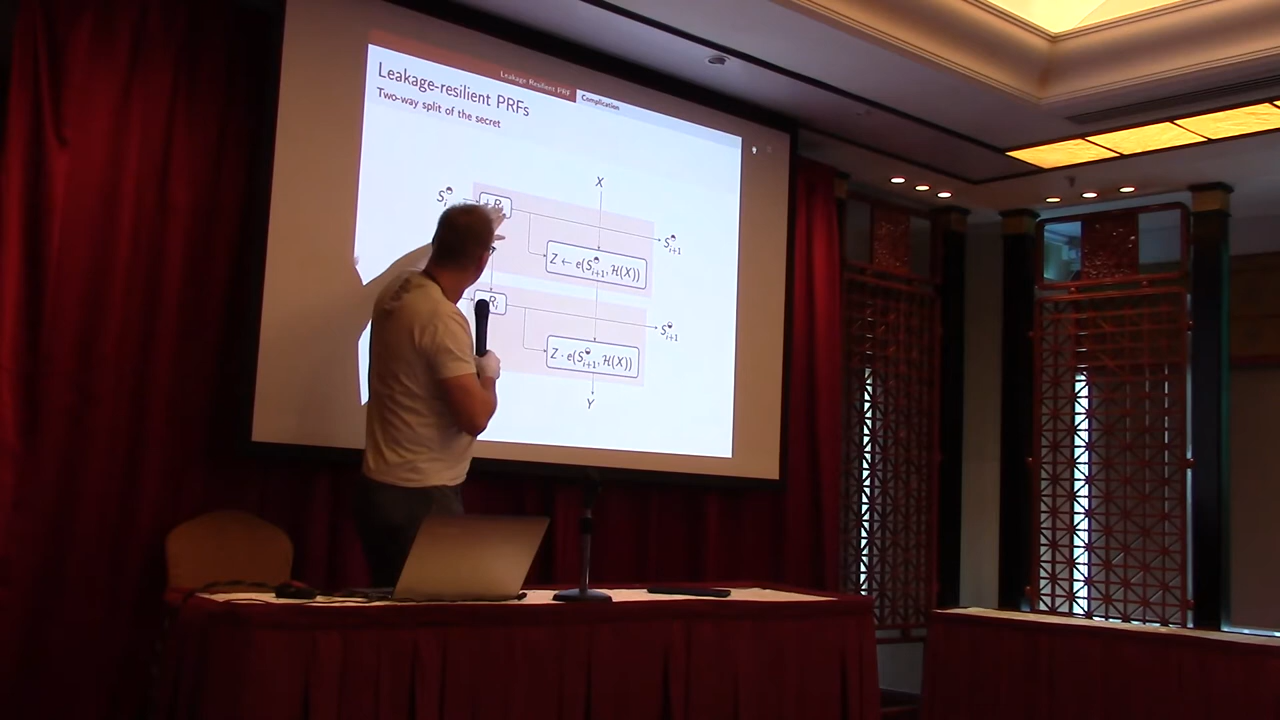 Leakage Resilient PRF
Complication
Leakage-resilient PRFs
Two-way split of the secret
X
S_i^◓
+R_i
S_{i+1}^◓
Z ← e(S_{i+1}^◓, H(X))
R_i
S_{i+1}^◒
Z · e(S_{i+1}^◒, H(X))
Y